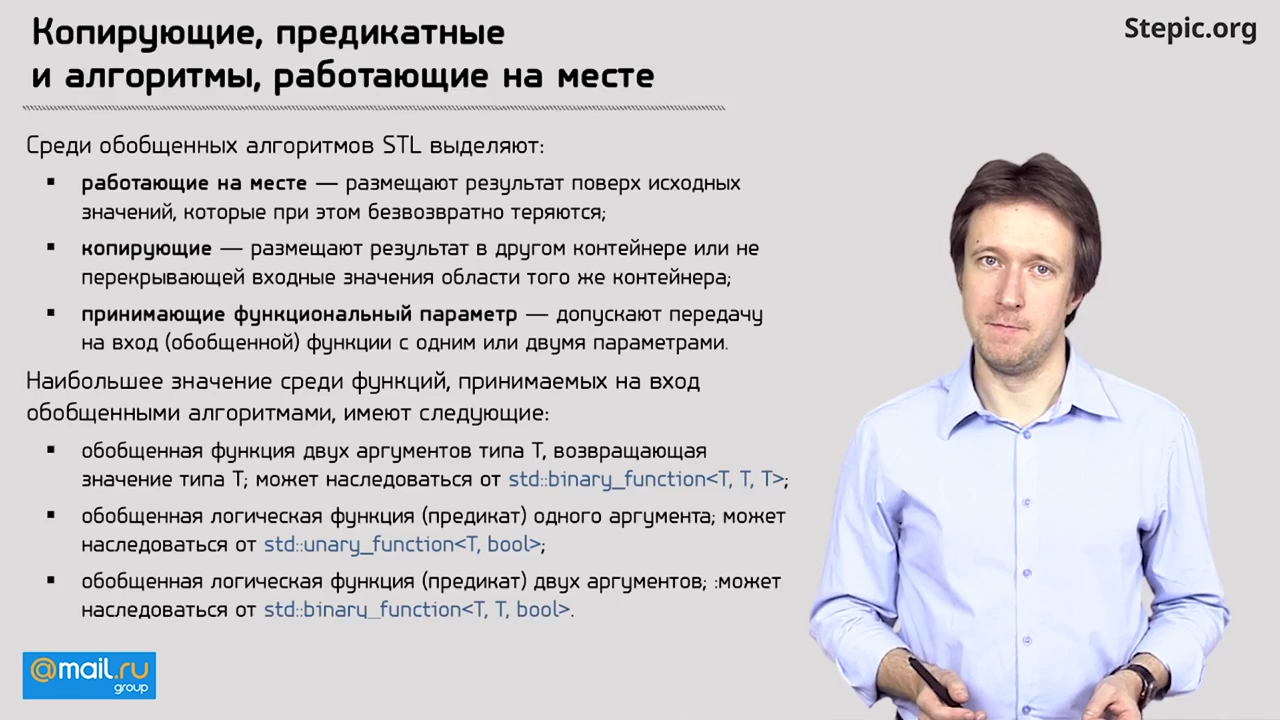 Копирующие, предикатные
и алгоритмы, работающие на месте
Stepic.org
Среди обобщенных алгоритмов STL выделяют:
▪ работающие на месте — размещают результат поверх исходных
значений, которые при этом безвозвратно теряются;
▪ копирующие — размещают результат в другом контейнере или не
перекрывающей входные значения области того же контейнера;
▪ принимающие функциональный параметр — допускают передачу
на вход (обобщенной) функции с одним или двумя параметрами.
Наибольшее значение среди функций, принимаемых на вход
обобщенными алгоритмами, имеют следующие:
▪ обобщенная функция двух аргументов типа T, возвращающая
значение типа T; может наследоваться от std::binary_function<T, T, T>;
▪ обобщенная логическая функция (предикат) одного аргумента; может
наследоваться от std::unary_function<T, bool>;
▪ обобщенная логическая функция (предикат) двух аргументов; :может
наследоваться от std::binary_function<T, T, bool>.
@mail.ru
group